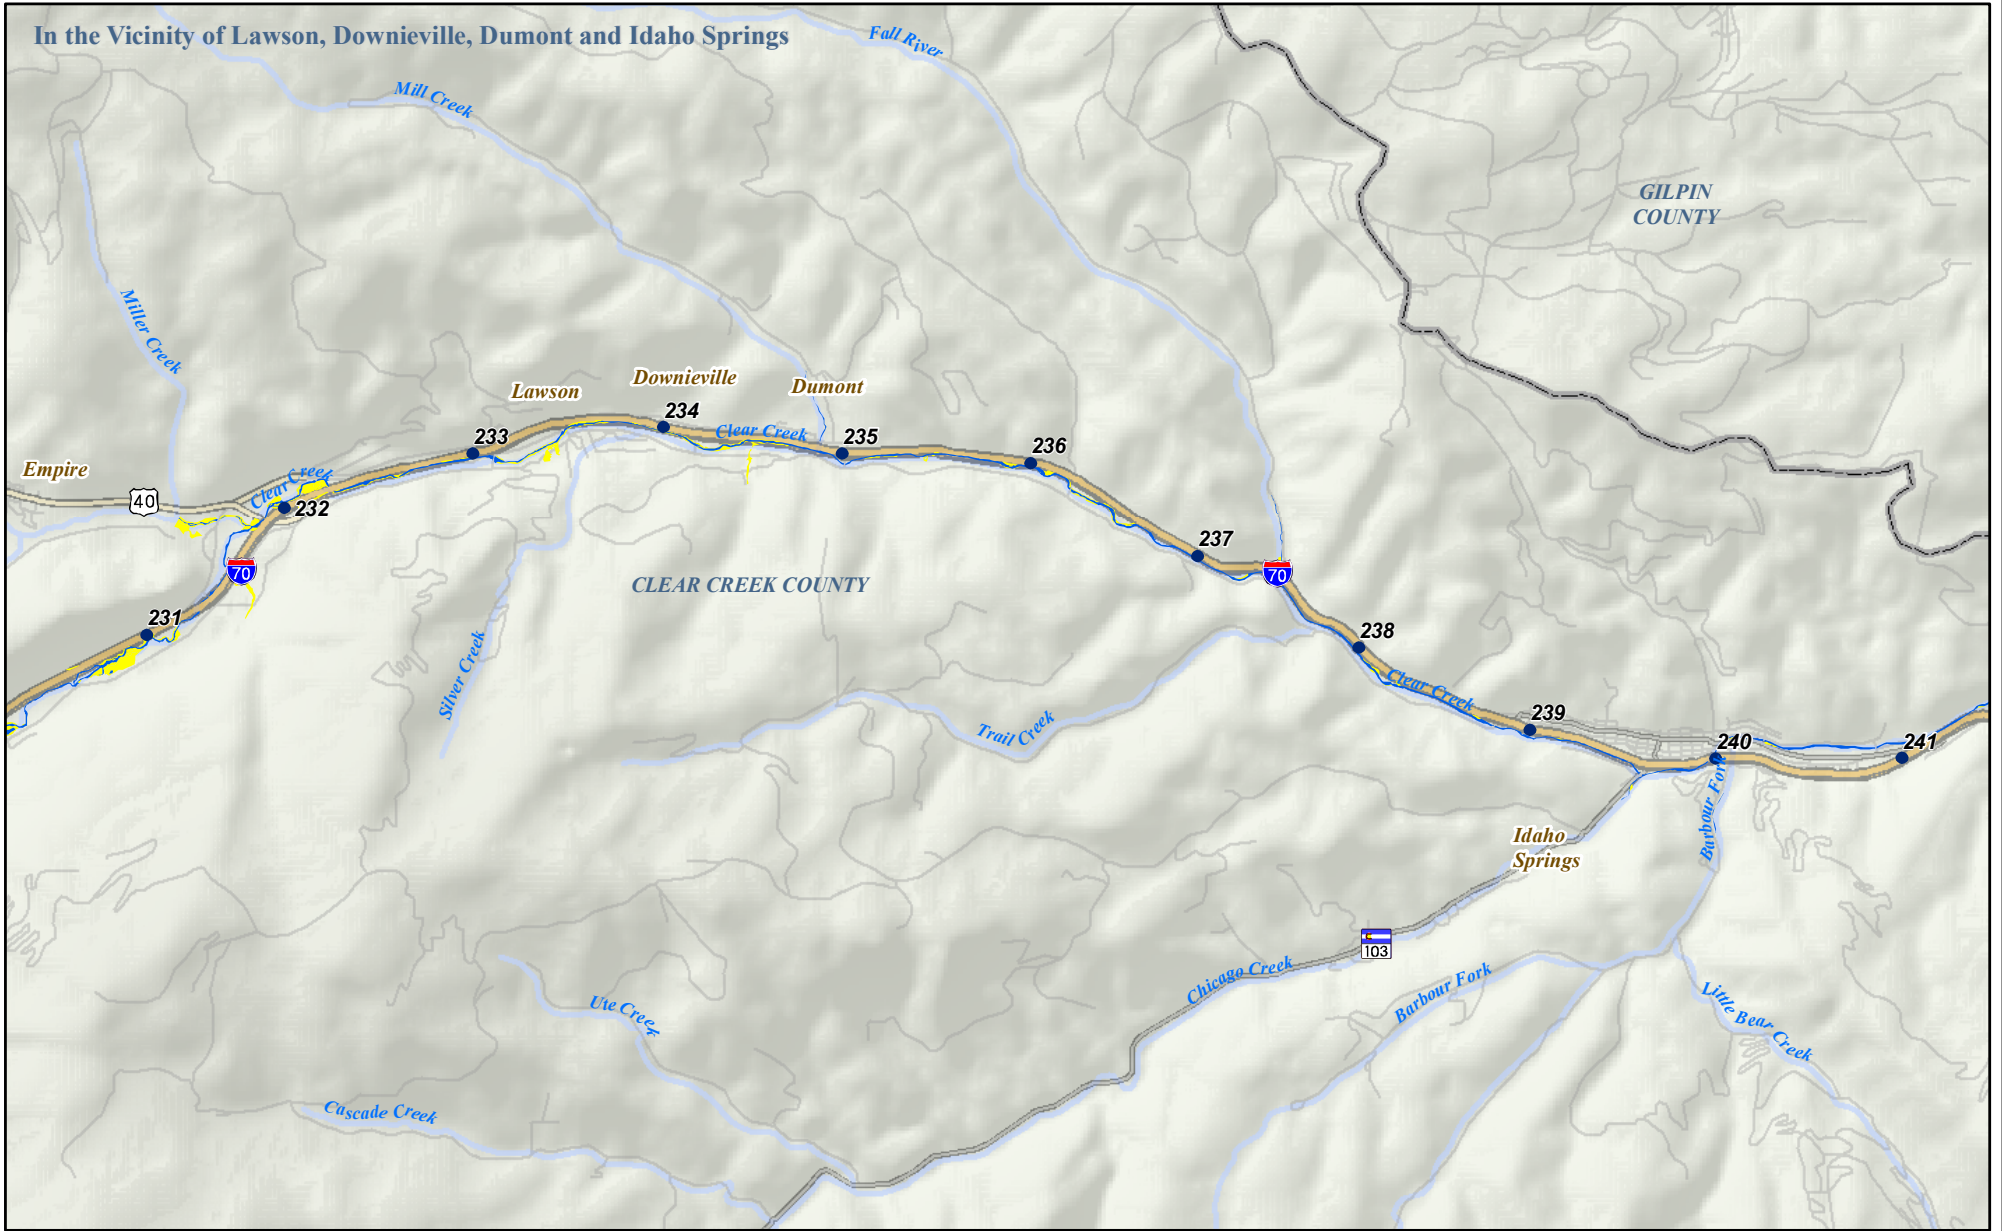 In the Vicinity of Lawson, Downieville, Dumont and Idaho Springs
Fall River
Mill Creek
GILPIN
COUNTY
Miller Creek
Lawson
Downieville
Dumont
234
Clear Creek
233
235
236
Empire
40
Clear Creek
232
237
70
70
CLEAR CREEK COUNTY
231
238
Silver Creek
Clear Creek
Trail Creek
239
240
241
Barbour Fork
Idaho
Springs
103
Chicago Creek
Barbour Fork
Ute Creek
Little Bear Creek
Cascade Creek